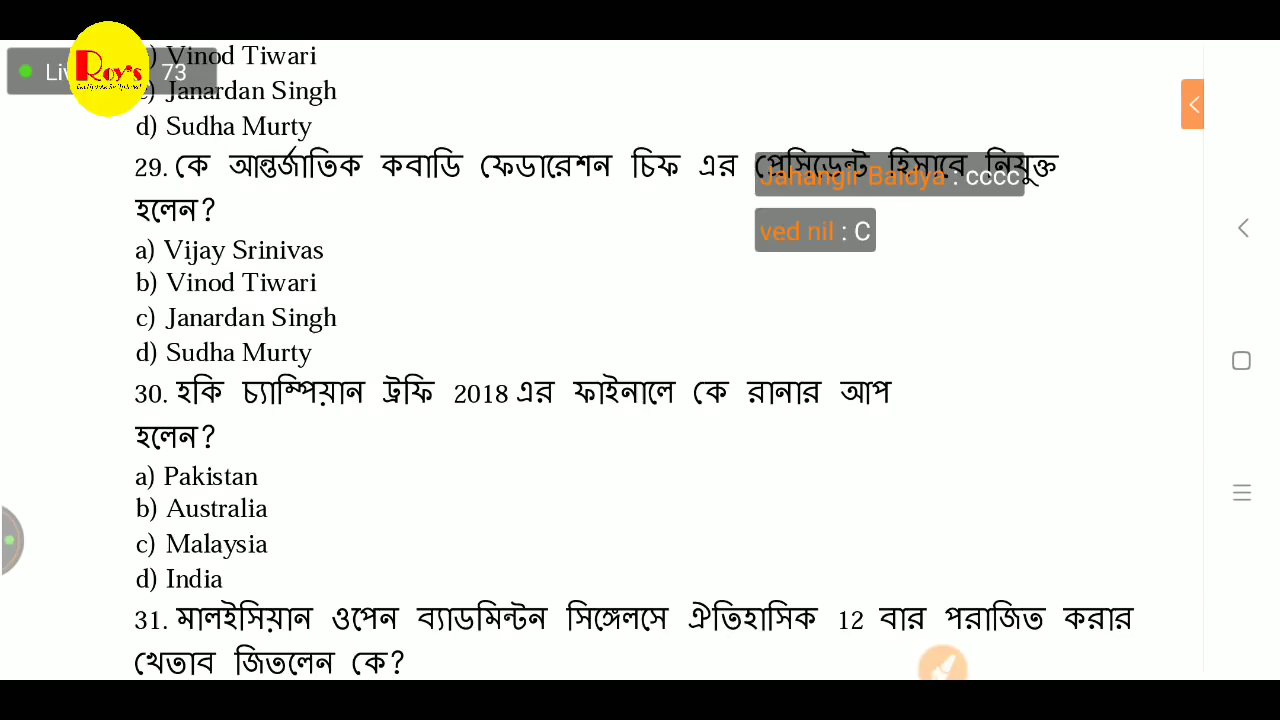 ) Vinod Tiwari
Li 73
Roy's
c) Janardan Singh
d) Sudha Murty
29. কে আন্তর্জাতিক কবাডি ফেডারেশন চিফ এর পেসিডেন্ট হিসাবে নিযুক্ত
Jahangir Baidya : cccc
হলেন?
ved nil : C
a) Vijay Srinivas
b) Vinod Tiwari
c) Janardan Singh
d) Sudha Murty
30. হকি চ্যাম্পিয়ান ট্রফি 2018 এর ফাইনালে কে রানার আপ
হলেন?
a) Pakistan
b) Australia
c) Malaysia
d) India
31. মালইসিয়ান ওপেন ব্যাডমিন্টন সিঙ্গেলসে ঐতিহাসিক 12 বার পরাজিত করার
খেতাব জিতলেন কে?